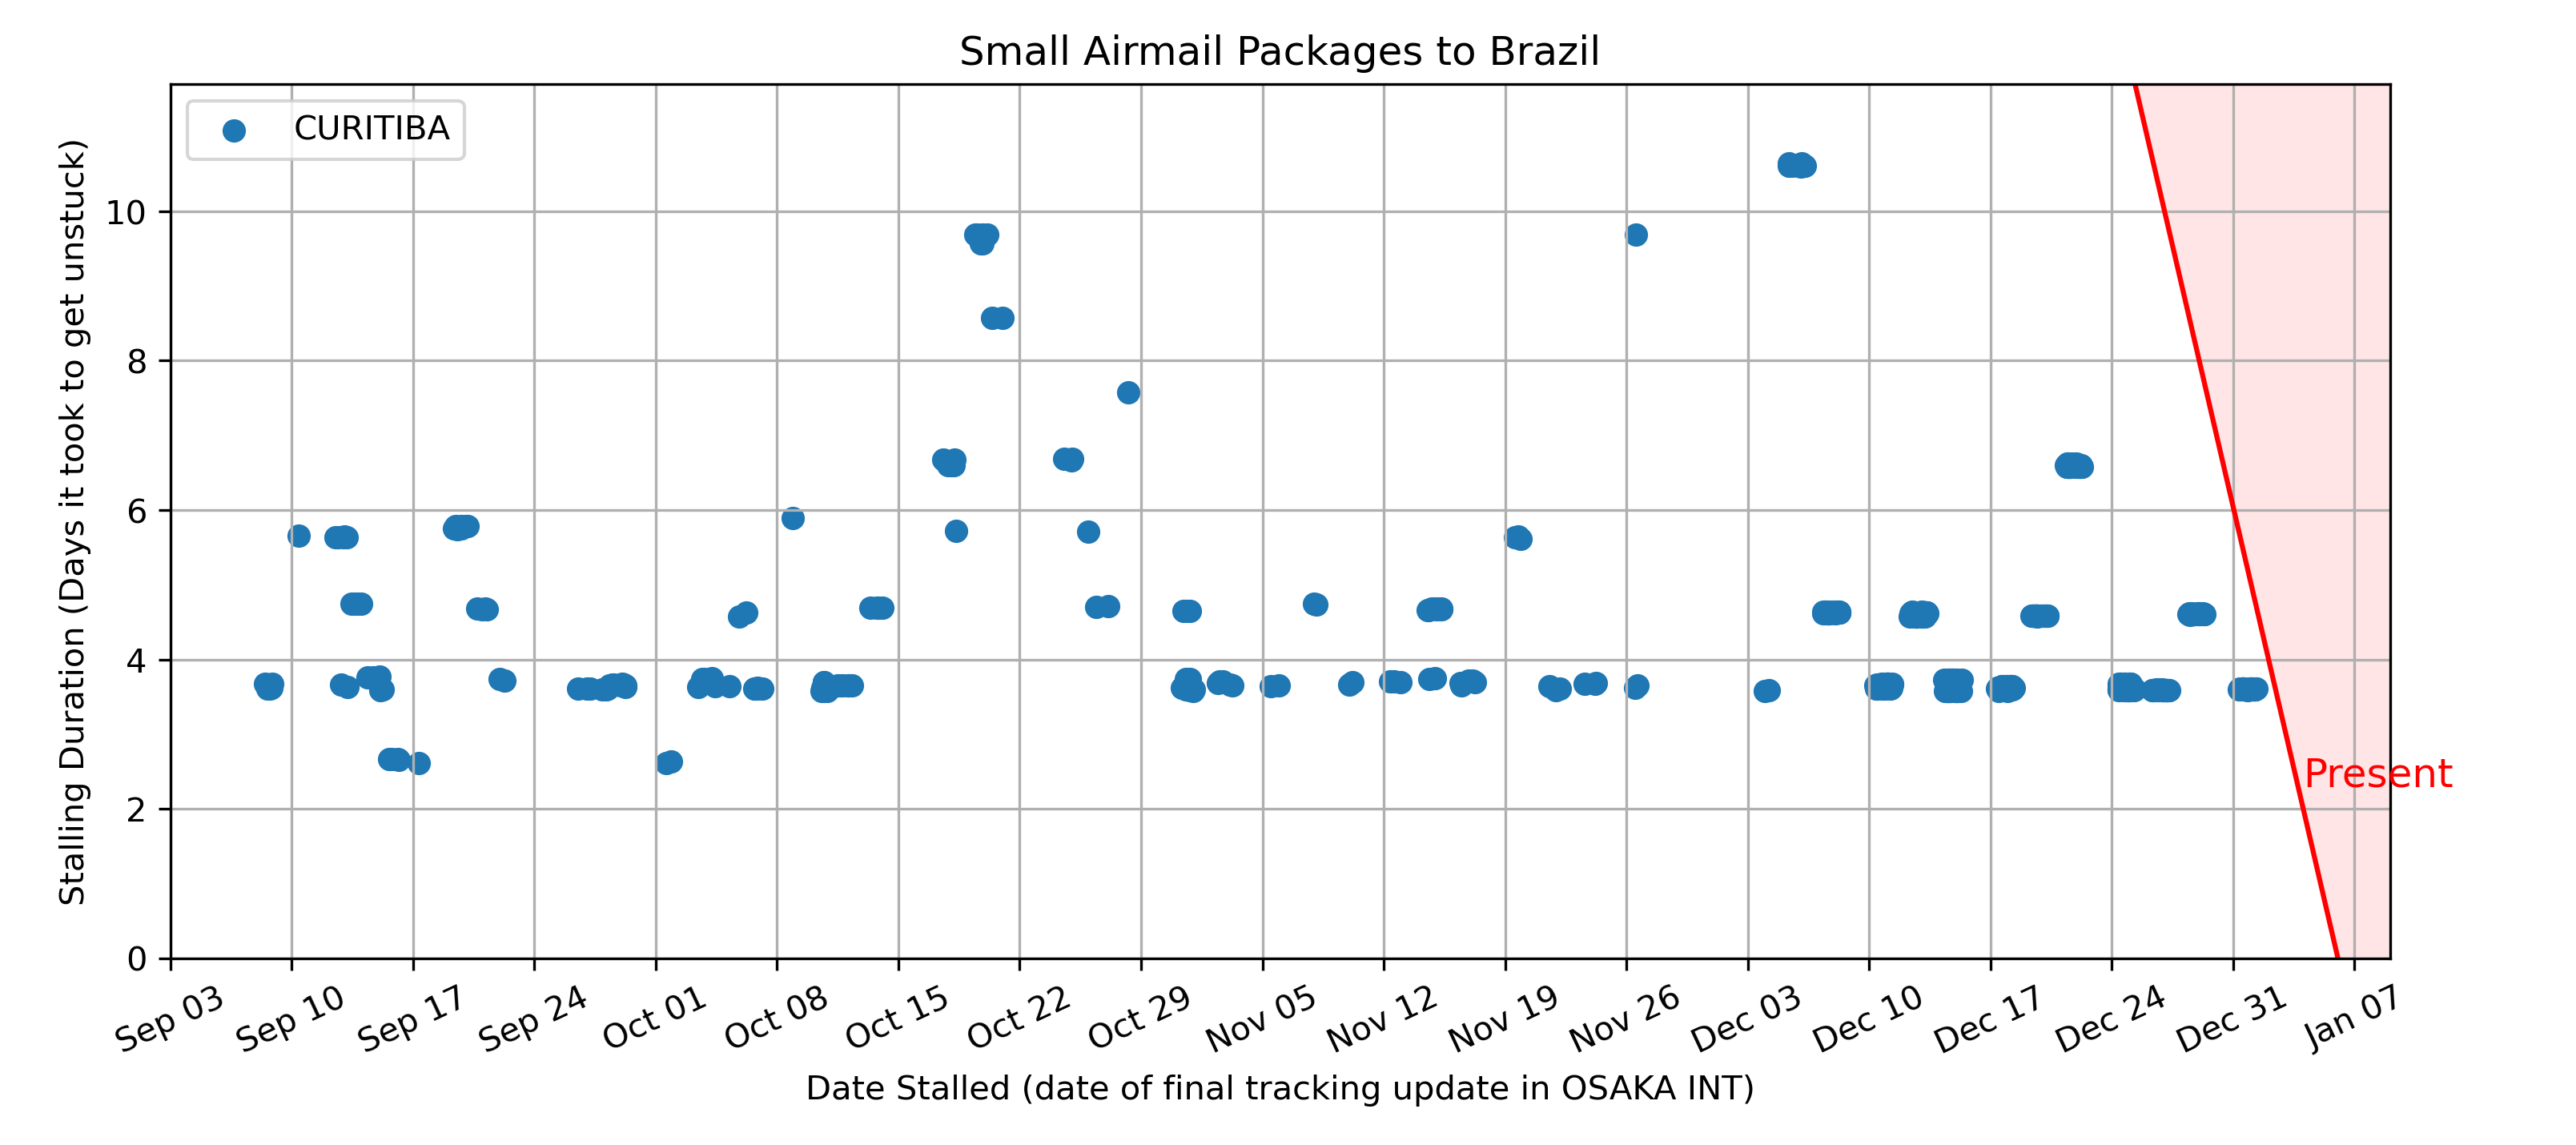 Small Airmail Packages to Brazil
CURITIBA
Stalling Duration (Days it took to get unstuck)
10
8
6
4
2
0
Present
Sep 03
Sep 10
Sep 17
Sep 24
Oct 01
Oct 08
Oct 15
Oct 22
Oct 29
Nov 05
Nov 12
Nov 19
Nov 26
Dec 03
Dec 10
Dec 17
Dec 24
Dec 31
Jan 07
Date Stalled (date of final tracking update in OSAKA INT)